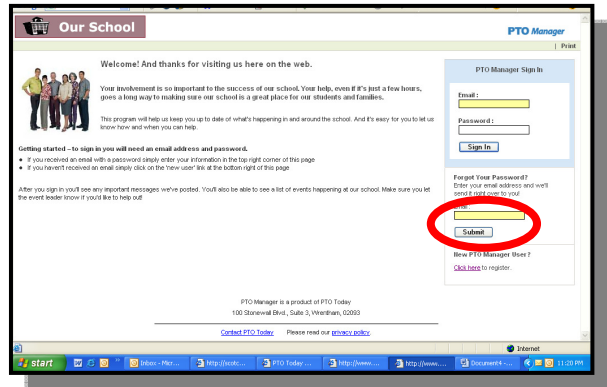 Our School
PTO Manager
| Print
Welcome! And thanks for visiting us here on the web.
Your involvement is so important to the success of our school. Your help, even if it's just a few hours,
goes a long way to making sure our school is a great place for our students and families.
This program will help us keep you up to date of what's happening in and around the school. And it's easy for you to let us
know how and when you can help.
Getting started – to sign in you will need an email address and password.
• If you received an email with a password simply enter your information in the top right corner of this page
• If you haven't received an email simply click on the 'new user' link at the bottom right of this page
After you sign in you'll see any important messages we've posted. You'll also be able to see a list of events happening at our school. Make sure you let
the event leader know if you'd like to help out!
PTO Manager Sign In
Email :
Password :
Sign In
Forgot Your Password?
Enter your email address and we'll
send it right over to you!
Submit
New PTO Manager User?
Click here to register.
PTO Manager is a product of PTO Today
100 Stonewall Blvd., Suite 3, Wrentham, 02093
Contact PTO Today Please read our privacy policy.
Internet
start
Inbox - Micr...
http://scotc...
PTO Today ...
http://www....
http://www....
Document4 - ...
11:20 PM